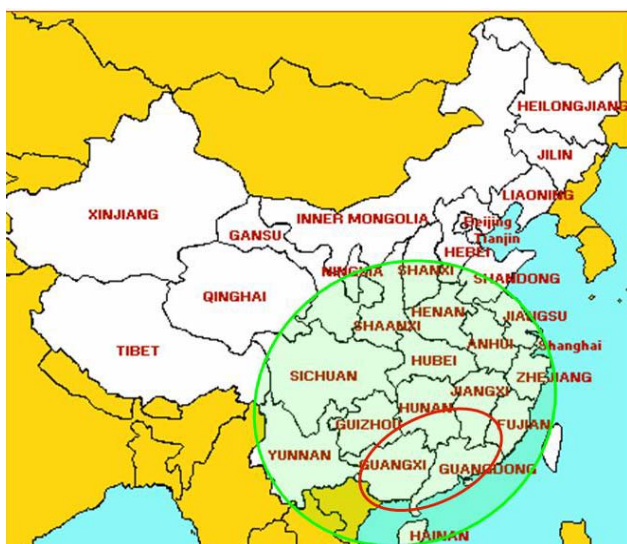 HEILONGJIANG
JILIN
LIAONING
XINJIANG
INNER MONGOLIA
Beijing
GANSU
Tianjin
HEBEI
NINGXIA
SHANXI
SHANDONG
QINGHAI
HENAN
JIANGSU
SHAANXI
ANHUI
Shanghai
TIBET
HUBEI
SICHUAN
ZHEJIANG
JIANGXI
HUNAN
GUIZHOU
FUJIAN
YUNNAN
GUANGXI
GUANGDONG
HAINAN